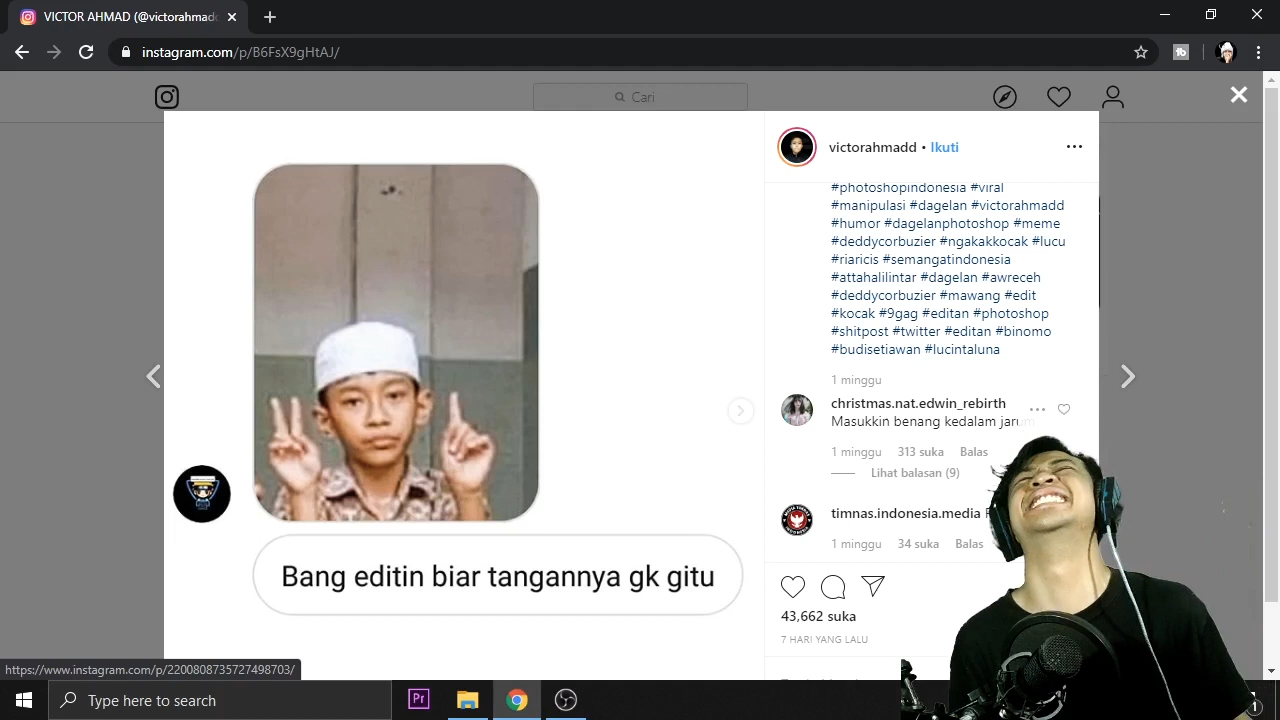 VICTOR AHMAD (@victorahmadc
instagram.com/p/B6FsX9gHtAJ/
Cari
victorahmadd • Ikuti
#photoshopindonesia #viral
#manipulasi #dagelan #victorahmadd
#humor #dagelanphotoshop #meme
#deddycorbuzier #ngakakkocak #lucu
#riaricis #semangatindonesia
#attahalilintar #dagelan #awreceh
#deddycorbuzier #mawang #edit
#kocak #9gag #editan #photoshop
#shitpost #twitter #editan #binomo
#budisetiawan #lucintaluna
1 minggu
christmas.nat.edwin_rebirth
Masukkin benang kedalam jarum
1 minggu 313 suka Balas
Lihat balasan (9)
timnas.indonesia.media
1 minggu 34 suka Balas
43,662 suka
7 HARI YANG LALU
Bang editin biar tangannya gk gitu
https://www.instagram.com/p/2200808735727498703/
Type here to search
Pr
1